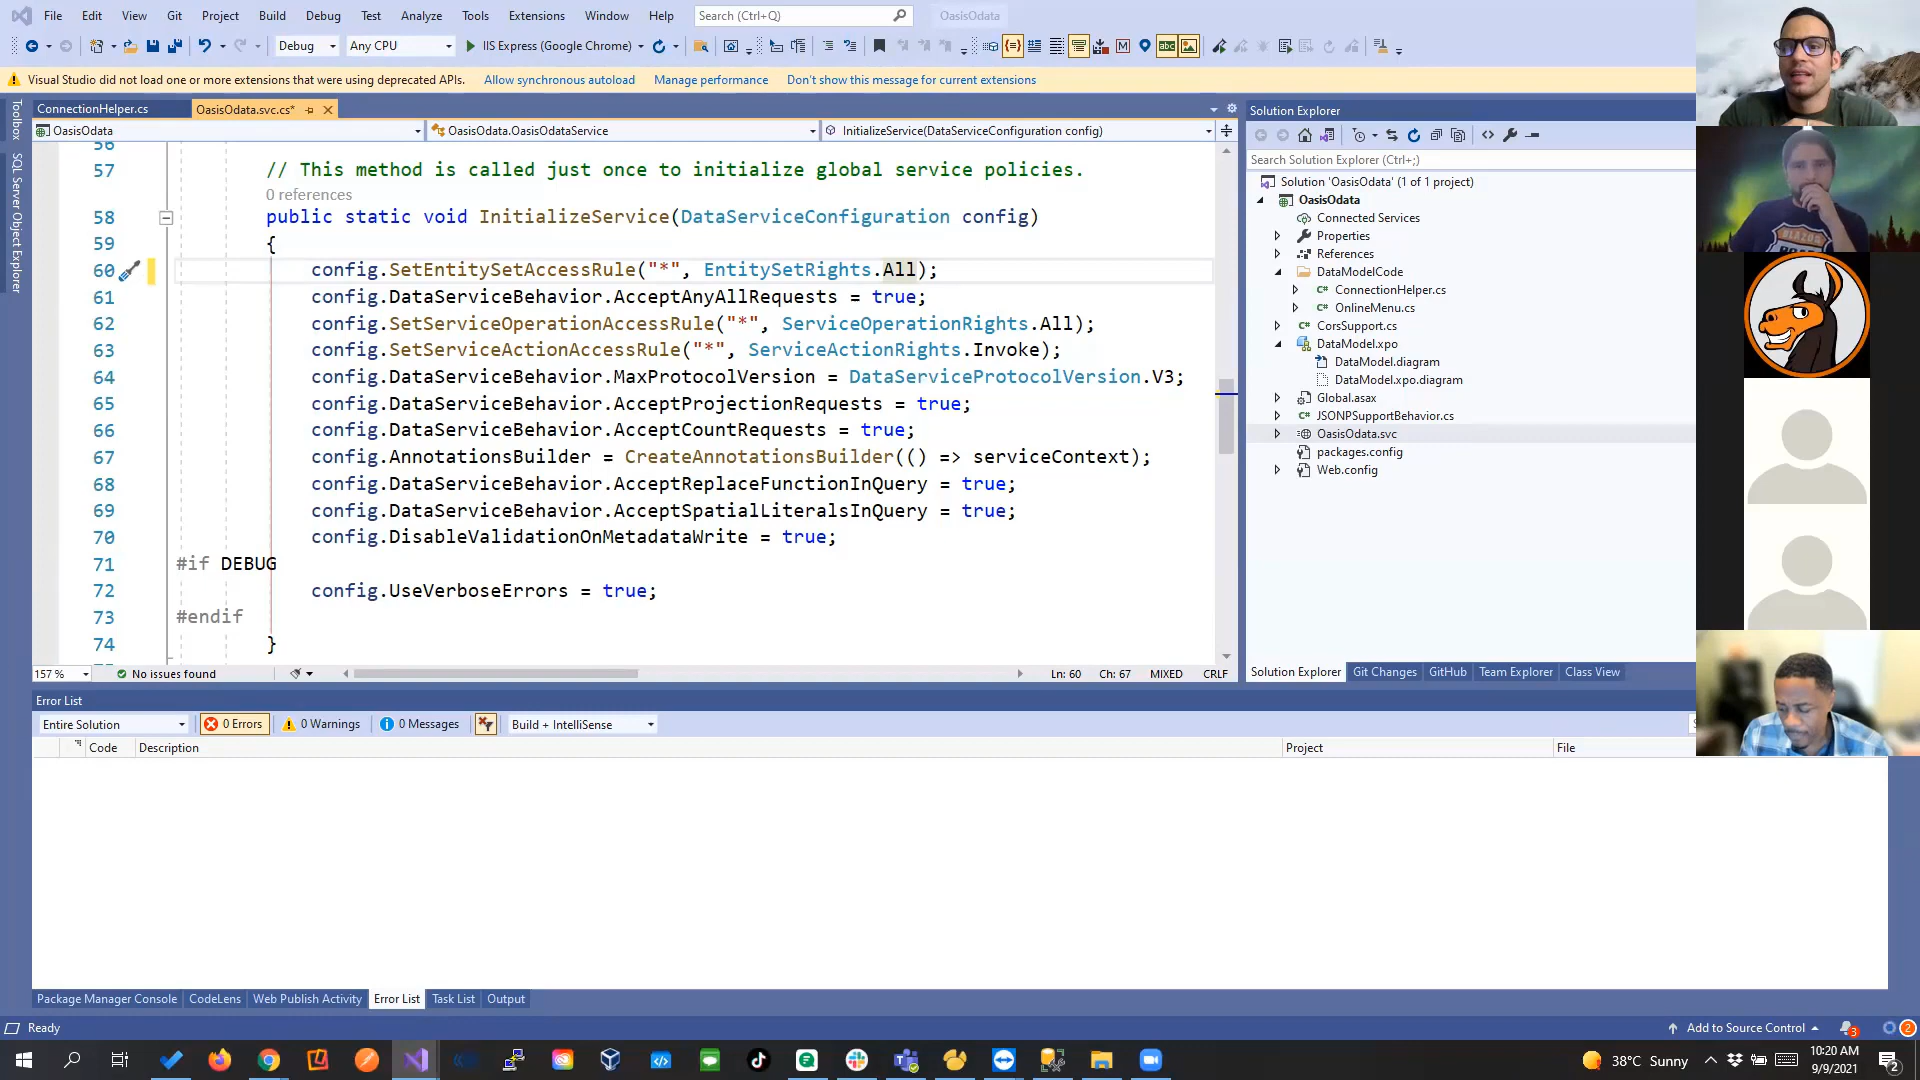 File Edit View Git Project Build Debug Test Analyze Tools Extensions Window Help Search (Ctrl+Q) OasisOdata
Debug Any CPU IIS Express (Google Chrome)
Visual Studio did not load one or more extensions that were using deprecated APIs. Allow synchronous autoload Manage performance Don't show this message for current extensions
Toolbox
SQL Server Object Explorer
ConnectionHelper.cs OasisOdata.svc.cs*
OasisOdata OasisOdata.OasisOdataService InitializeService(DataServiceConfiguration config)
56
57 // This method is called just once to initialize global service policies.
0 references
58 public static void InitializeService(DataServiceConfiguration config)
59 {
60 config.SetEntitySetAccessRule("*", EntitySetRights.All);
61 config.DataServiceBehavior.AcceptAnyAllRequests = true;
62 config.SetServiceOperationAccessRule("*", ServiceOperationRights.All);
63 config.SetServiceActionAccessRule("*", ServiceActionRights.Invoke);
64 config.DataServiceBehavior.MaxProtocolVersion = DataServiceProtocolVersion.V3;
65 config.DataServiceBehavior.AcceptProjectionRequests = true;
66 config.DataServiceBehavior.AcceptCountRequests = true;
67 config.AnnotationsBuilder = CreateAnnotationsBuilder(() => serviceContext);
68 config.DataServiceBehavior.AcceptReplaceFunctionInQuery = true;
69 config.DataServiceBehavior.AcceptSpatialLiteralsInQuery = true;
70 config.DisableValidationOnMetadataWrite = true;
71 #if DEBUG
72 config.UseVerboseErrors = true;
73 #endif
74 }
157 % No issues found Ln: 60 Ch: 67 MIXED CRLF
Solution Explorer
Search Solution Explorer (Ctrl+;)
Solution 'OasisOdata' (1 of 1 project)
OasisOdata
Connected Services
Properties
References
DataModelCode
ConnectionHelper.cs
OnlineMenu.cs
CorsSupport.cs
DataModel.xpo
DataModel.diagram
DataModel.xpo.diagram
Global.asax
JSONPSupportBehavior.cs
OasisOdata.svc
packages.config
Web.config
Solution Explorer Git Changes GitHub Team Explorer Class View
Error List
Entire Solution 0 Errors 0 Warnings 0 Messages Build + IntelliSense
Code Description Project File
Package Manager Console CodeLens Web Publish Activity Error List Task List Output
Ready Add to Source Control 3 2
38°C Sunny 10:20 AM
9/9/2021 2